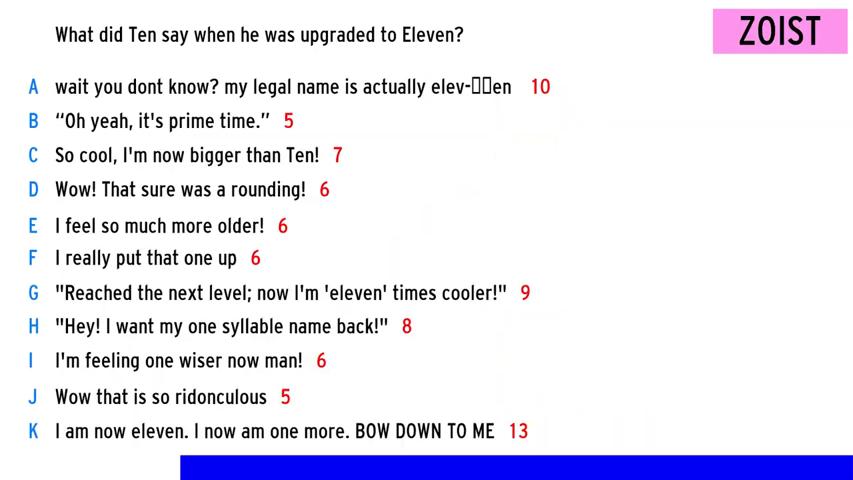 What did Ten say when he was upgraded to Eleven?
ZOIST
A wait you dont know? my legal name is actually elev-▯▯en 10
B “Oh yeah, it's prime time.” 5
C So cool, I'm now bigger than Ten! 7
D Wow! That sure was a rounding! 6
E I feel so much more older! 6
F I really put that one up 6
G "Reached the next level; now I'm 'eleven' times cooler!" 9
H "Hey! I want my one syllable name back!" 8
I I'm feeling one wiser now man! 6
J Wow that is so ridonculous 5
K I am now eleven. I now am one more. BOW DOWN TO ME 13